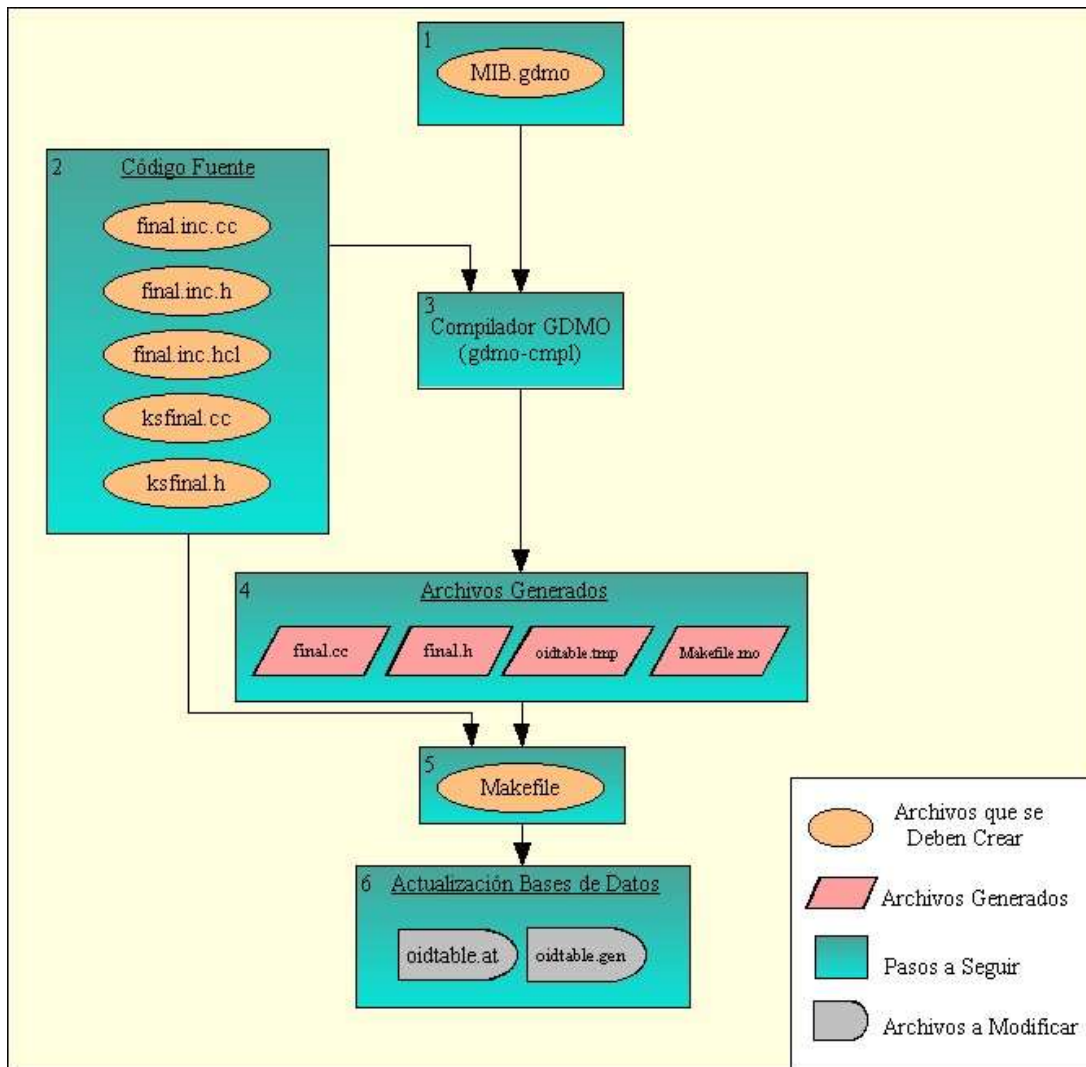 1
MIB.gdmo
2 Código Fuente
final.inc.cc
final.inc.h
final.inc.hcl
ksfinal.cc
ksfinal.h
3
Compilador GDMO
(gdmo-cmpl)
4 Archivos Generados
final.cc final.h oidtable.tmp Makefile.mo
5
Makefile
6 Actualización Bases de Datos
oidtable.at oidtable.gen
Archivos que se
Deben Crear
Archivos Generados
Pasos a Seguir
Archivos a Modificar